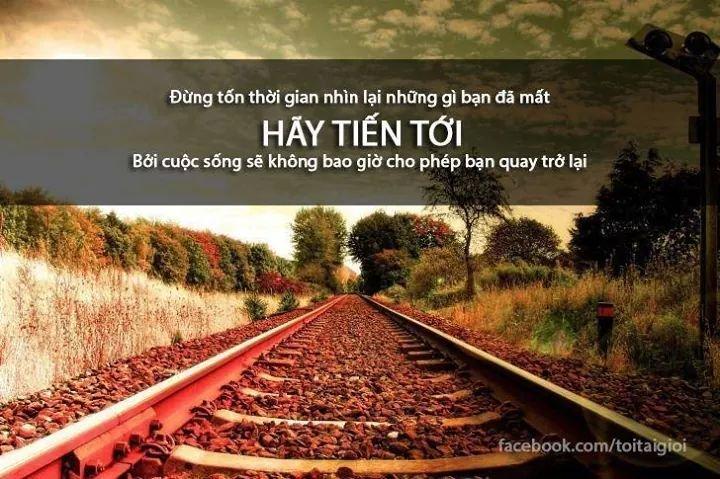 Đừng tốn thời gian nhìn lại những gì bạn đã mất
HÃY TIẾN TỚI
Bởi cuộc sống sẽ không bao giờ cho phép bạn quay trở lại
facebook.com/toitaigioi